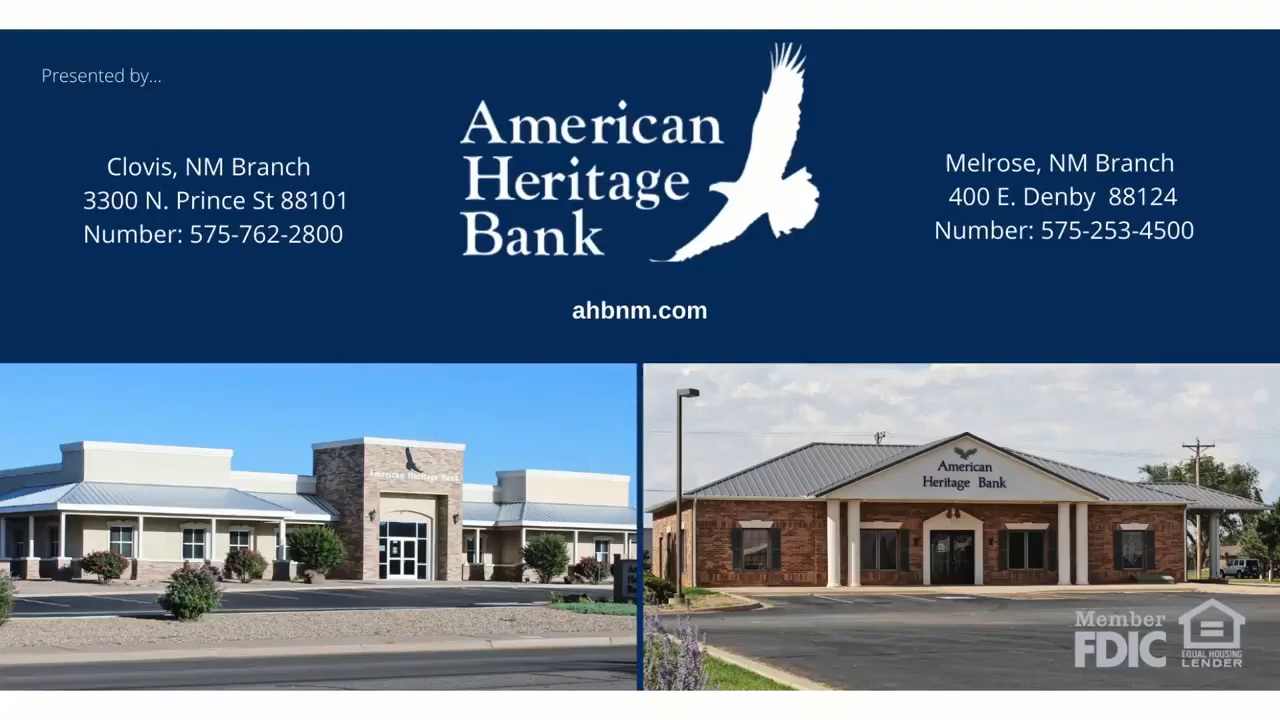 Presented by...
American
Heritage
Bank
Clovis, NM Branch
3300 N. Prince St 88101
Number: 575-762-2800
Melrose, NM Branch
400 E. Denby 88124
Number: 575-253-4500
ahbnm.com
American Heritage Bank
American
Heritage Bank
Member
FDIC
EQUAL HOUSING
LENDER